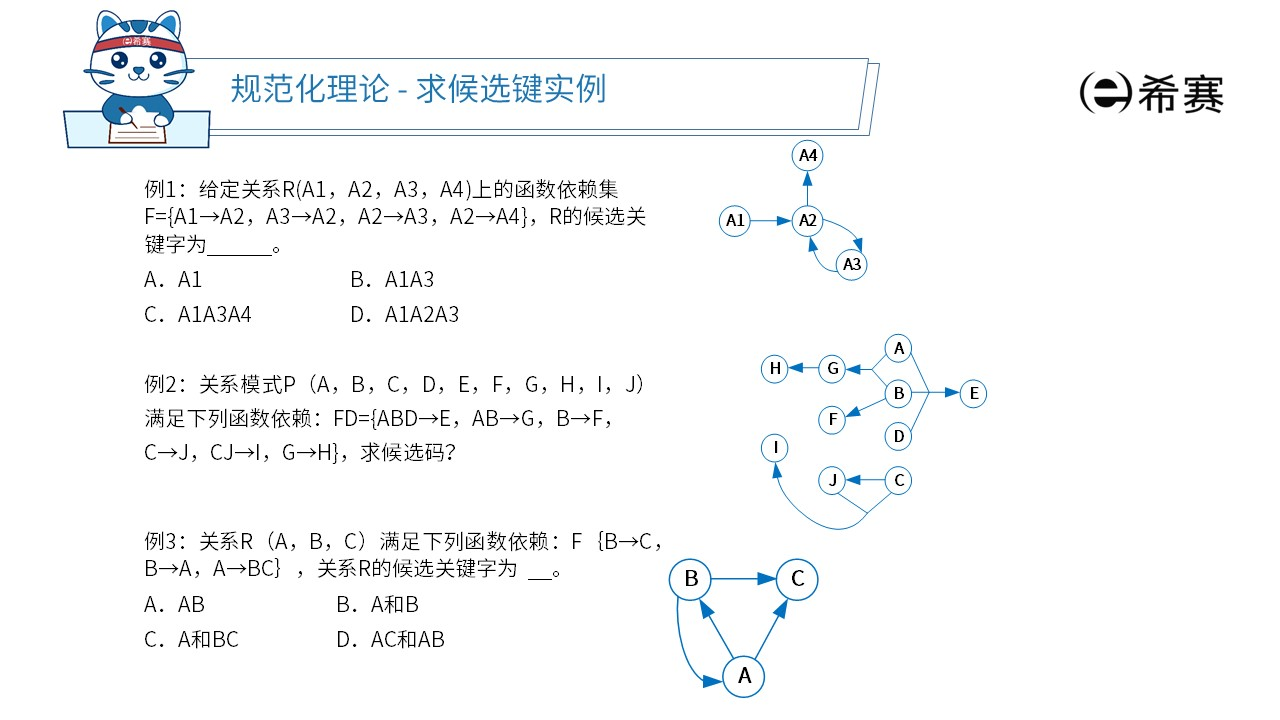 希赛
规范化理论 - 求候选键实例
希赛
例1：给定关系R(A1，A2，A3，A4)上的函数依赖集
F={A1→A2，A3→A2，A2→A3，A2→A4}，R的候选关
键字为______。
A．A1 B．A1A3
C．A1A3A4 D．A1A2A3
A4
A1 A2
A3
例2：关系模式P（A，B，C，D，E，F，G，H，I，J）
满足下列函数依赖：FD={ABD→E，AB→G，B→F，
C→J，CJ→I，G→H}，求候选码？
A
H G
B E
F
D
I
J C
例3：关系R（A，B，C）满足下列函数依赖：F｛B→C，
B→A，A→BC｝，关系R的候选关键字为 __。
A．AB B．A和B
C．A和BC D．AC和AB
B C
A